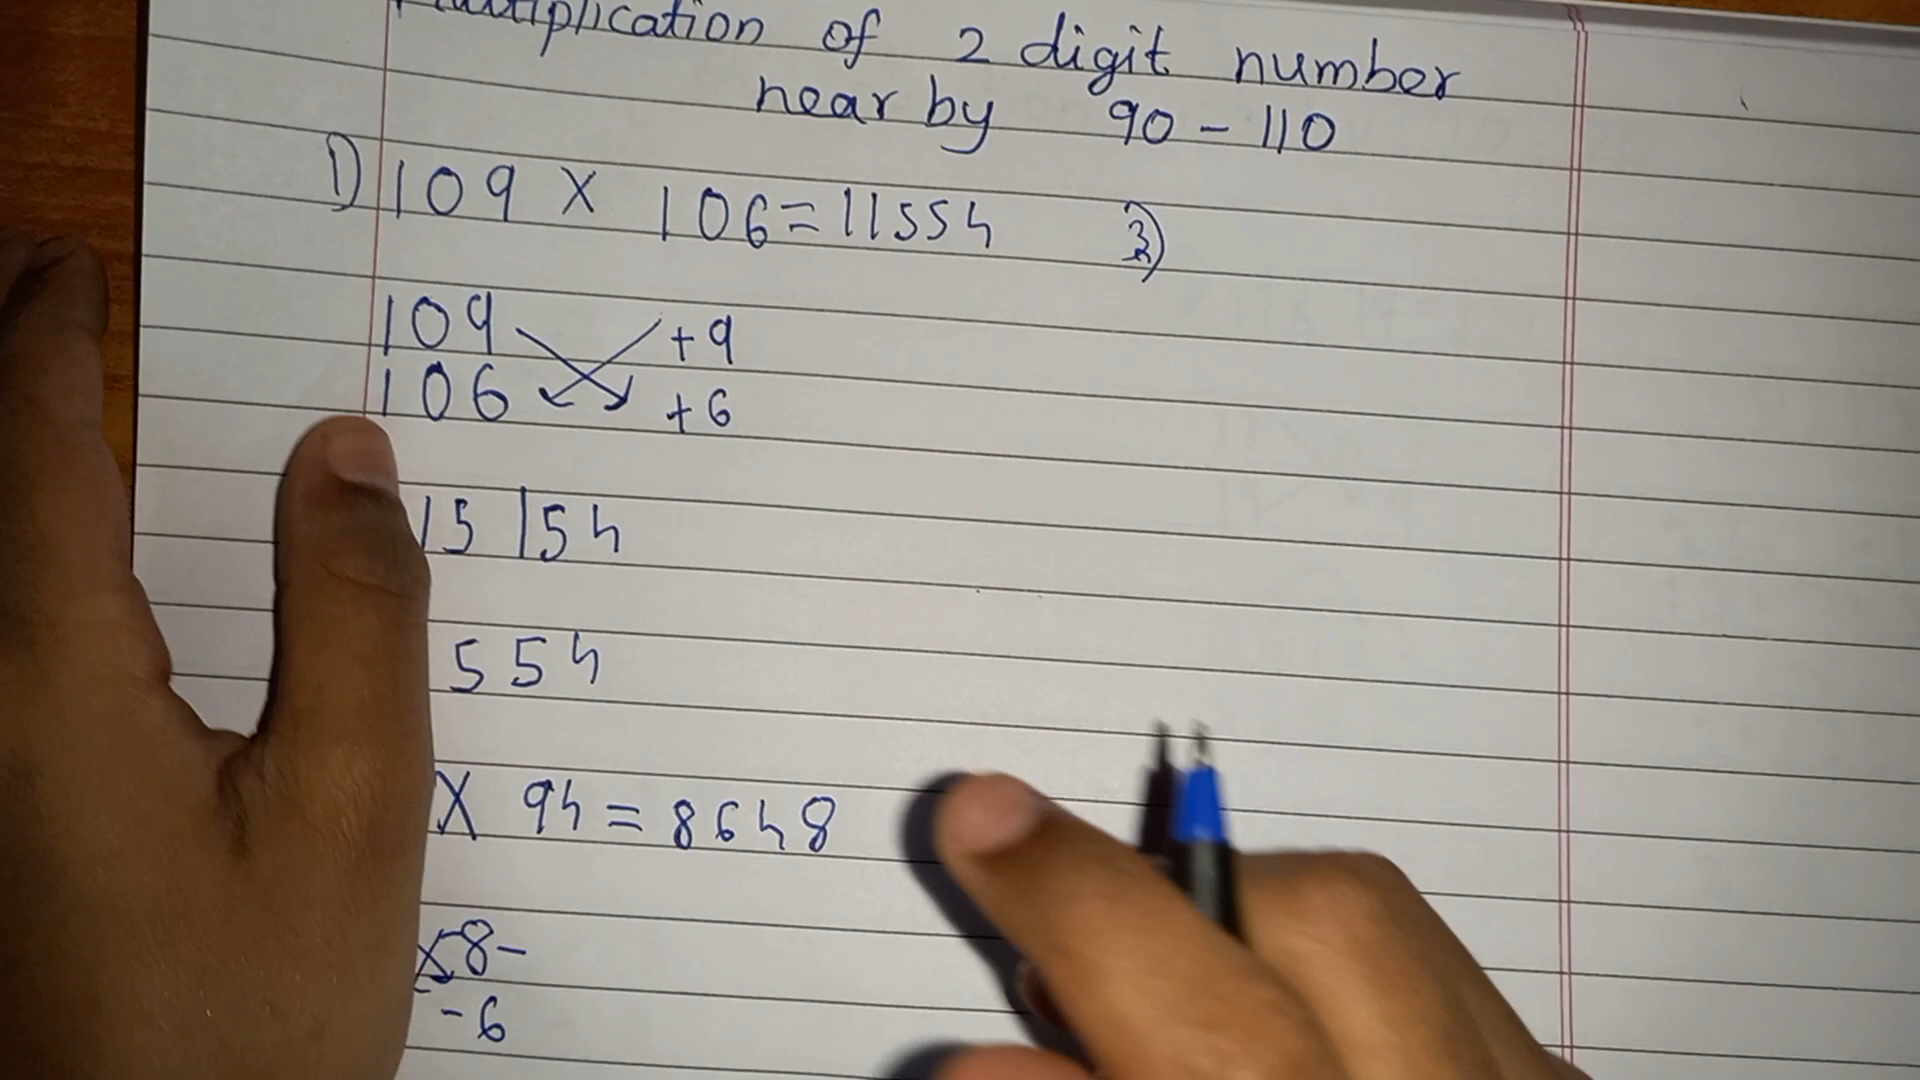 Multiplication of 2 digit number
near by 90 - 110
1) 109 X 106 = 11554
3)
109 +9
106 +6
15 | 54
554
X 94 = 8648
8-
-6